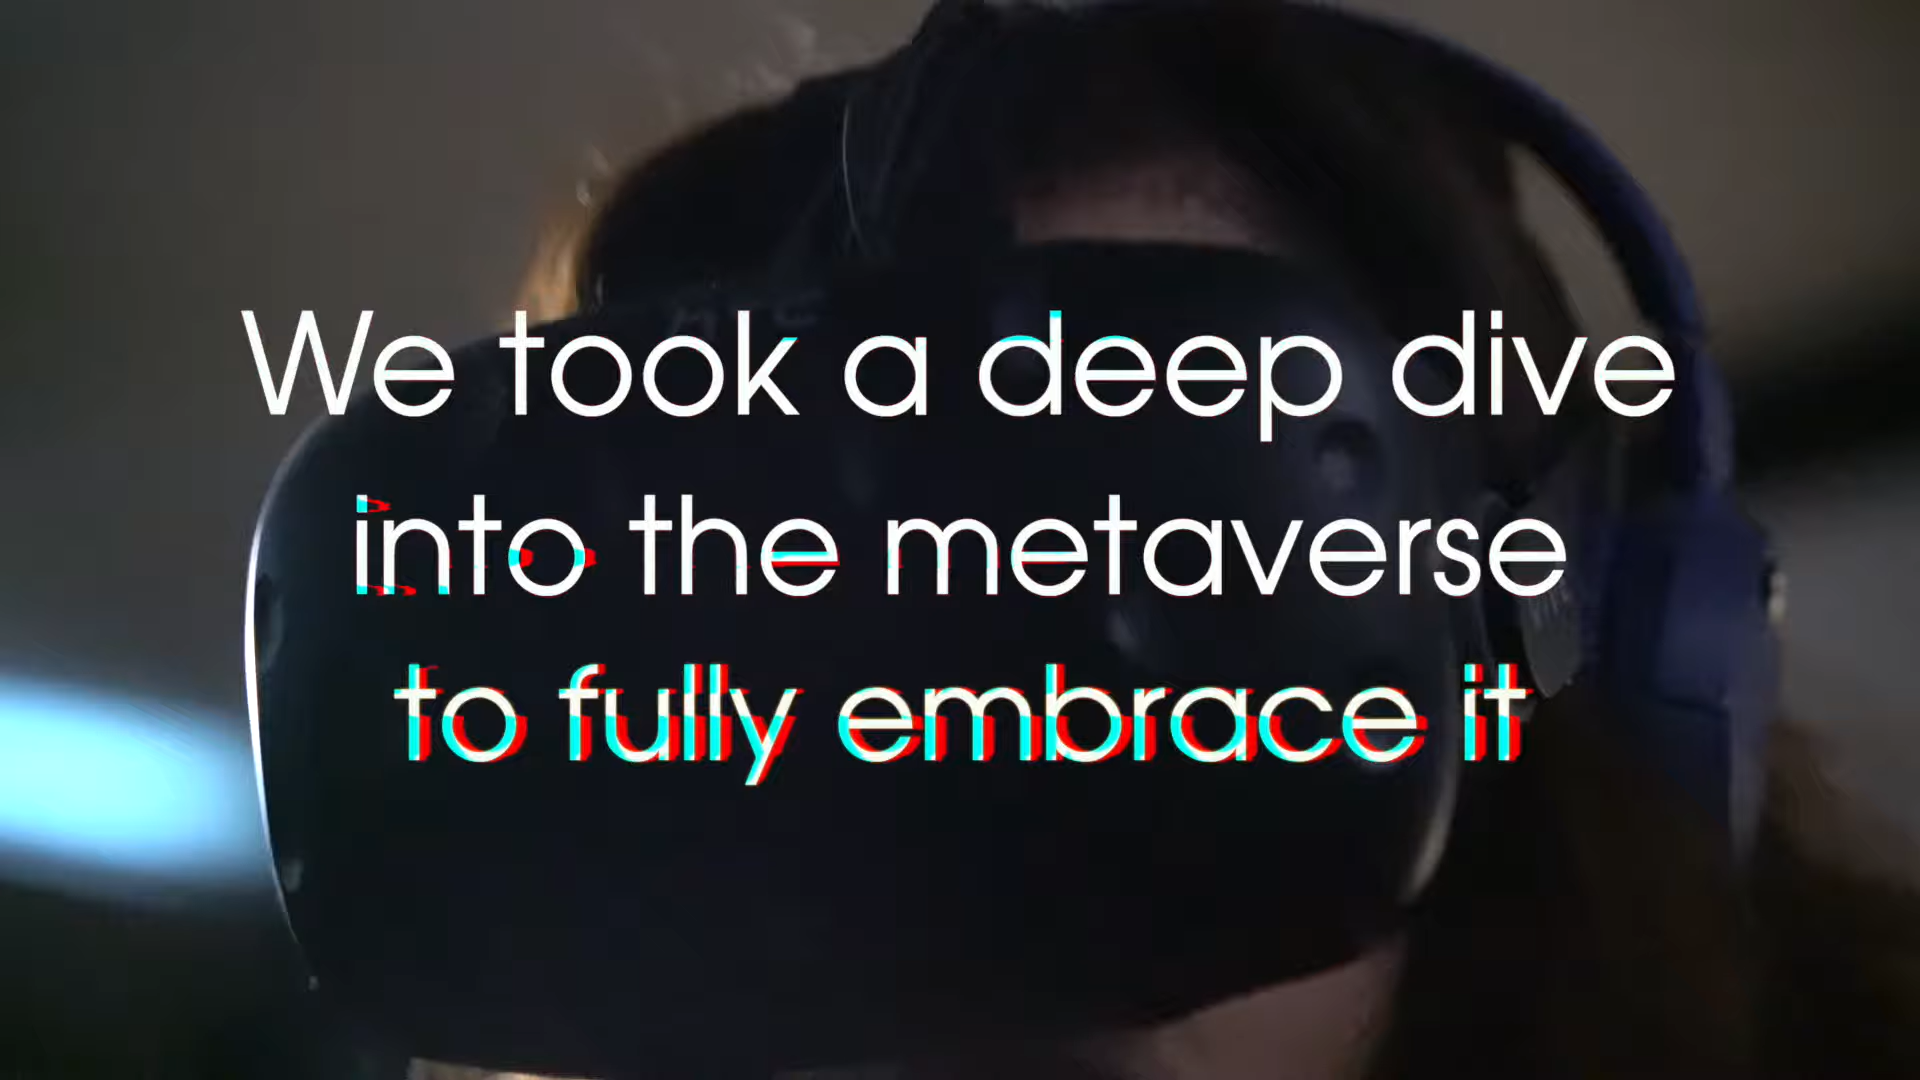 We took a deep dive
into the metaverse
to fully embrace it